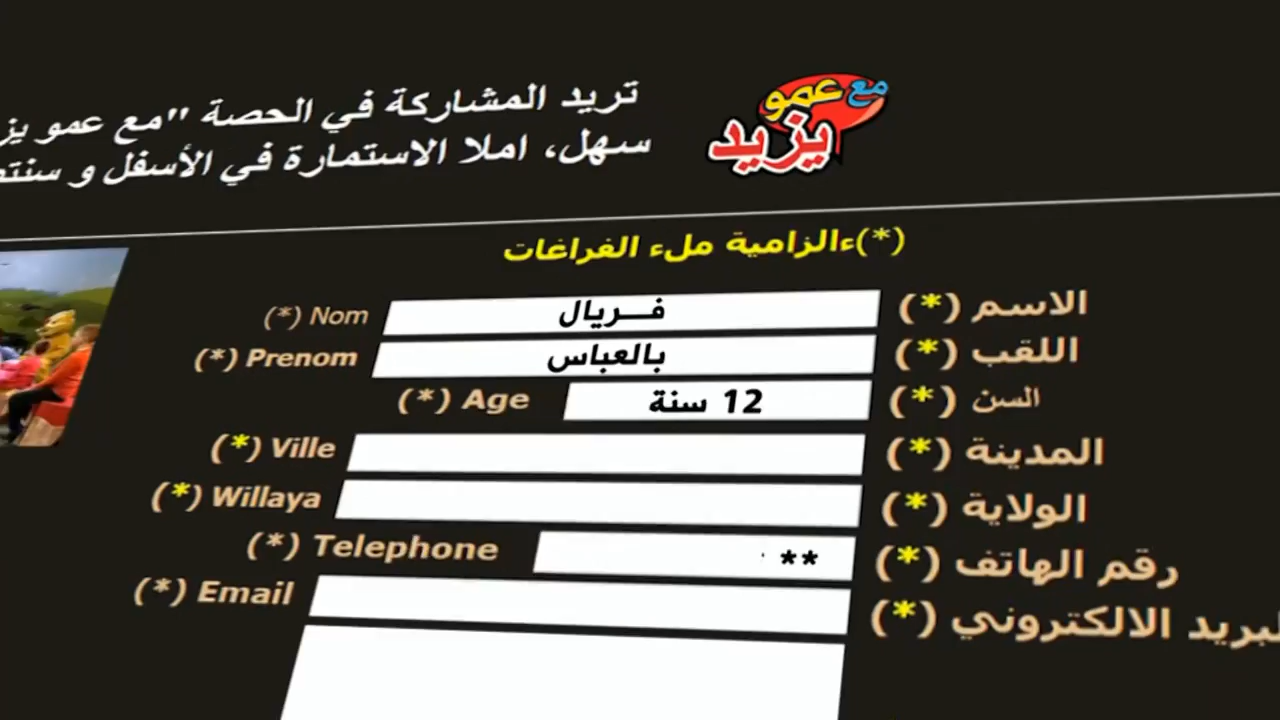 مع عمو يزيد
تريد المشاركة في الحصة "مع عمو
سهل، املا الاستمارة في الأسفل و
(*)ءالزامية ملء الفراغات
الاسم (*) فـــريال Nom (*)
اللقب (*) بالعباس Prenom (*)
السن (*) 12 سنة Age (*)
المدينة (*) Ville (*)
الولاية (*) Willaya (*)
رقم الهاتف (*) ** Telephone (*)
البريد الالكتروني (*) Email (*)